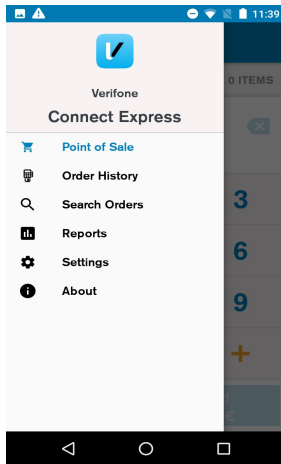 11:39
Verifone
Connect Express
0 ITEMS
Point of Sale
Order History
Search Orders
Reports
Settings
About
3
6
9
+
€